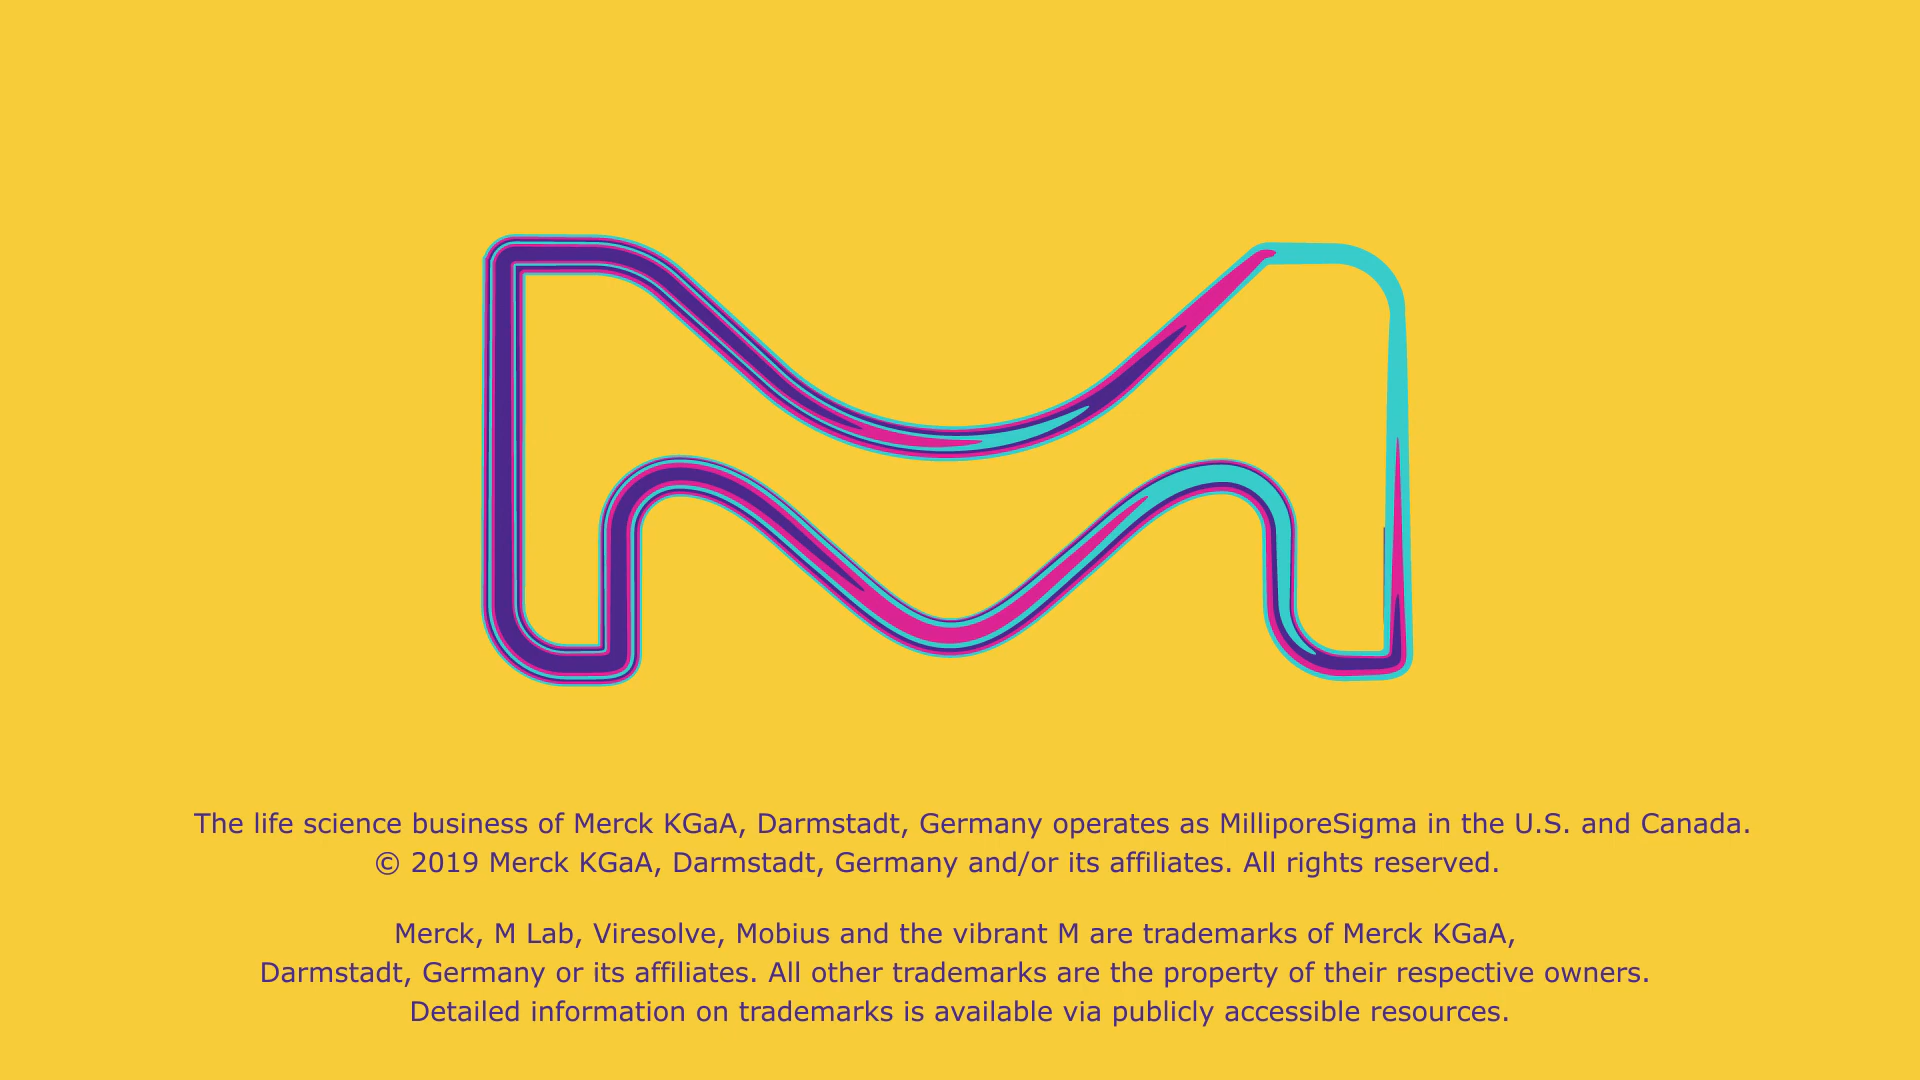 The life science business of Merck KGaA, Darmstadt, Germany operates as MilliporeSigma in the U.S. and Canada.
© 2019 Merck KGaA, Darmstadt, Germany and/or its affiliates. All rights reserved.
Merck, M Lab, Viresolve, Mobius and the vibrant M are trademarks of Merck KGaA,
Darmstadt, Germany or its affiliates. All other trademarks are the property of their respective owners.
Detailed information on trademarks is available via publicly accessible resources.